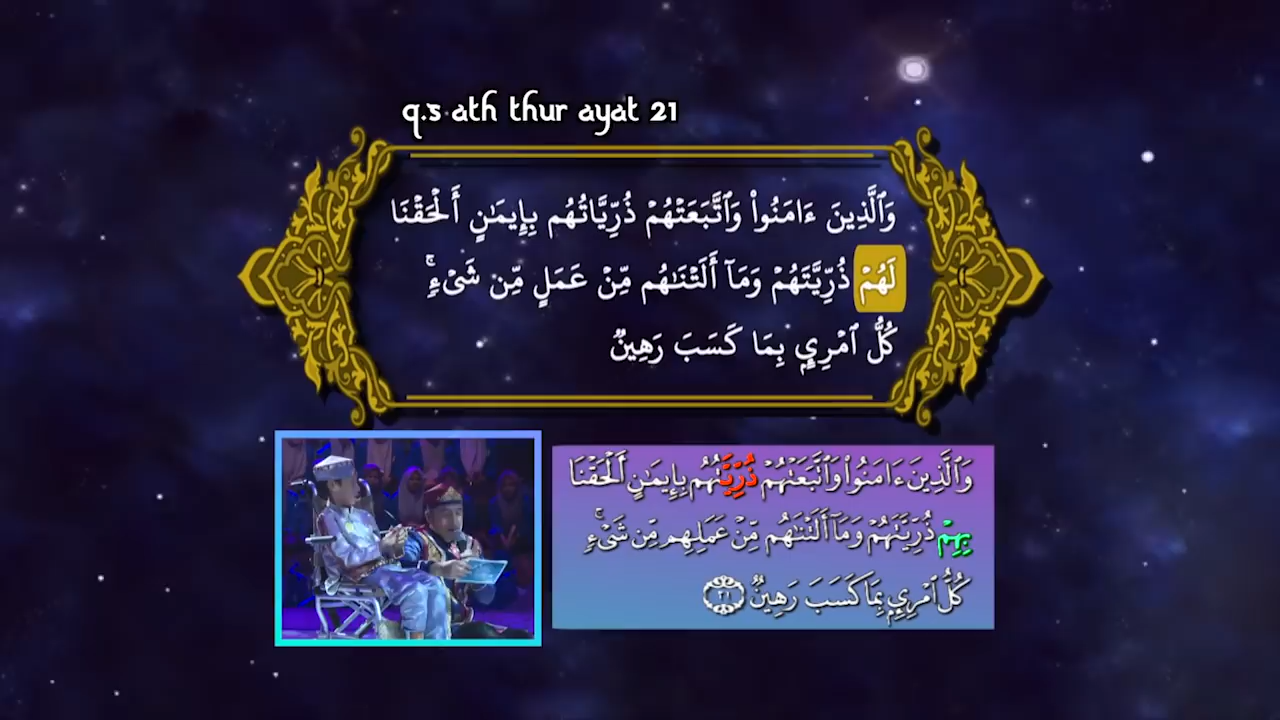 q.s ath thur ayat 21
وَٱلَّذِينَ ءَامَنُوا۟ وَٱتَّبَعَتْهُمْ ذُرِّيَّاتُهُم بِإِيمَٰنٍ أَلْحَقْنَا
لَهُمْ ذُرِّيَّتَهُمْ وَمَآ أَلَتْنَٰهُم مِّنْ عَمَلٍ مِّن شَىْءٍۚ
كُلُّ ٱمْرِىٍٕ بِمَا كَسَبَ رَهِينٌ
وَٱلَّذِينَ ءَامَنُوا۟ وَٱتَّبَعَتْهُمْ ذُرِّيَّتُهُم بِإِيمَٰنٍ أَلْحَقْنَا
بِهِمْ ذُرِّيَّتَهُمْ وَمَآ أَلَتْنَٰهُم مِّنْ عَمَلِهِم مِّن شَىْءٍۚ
كُلُّ ٱمْرِىٍٕ بِمَا كَسَبَ رَهِينٌ ٢١